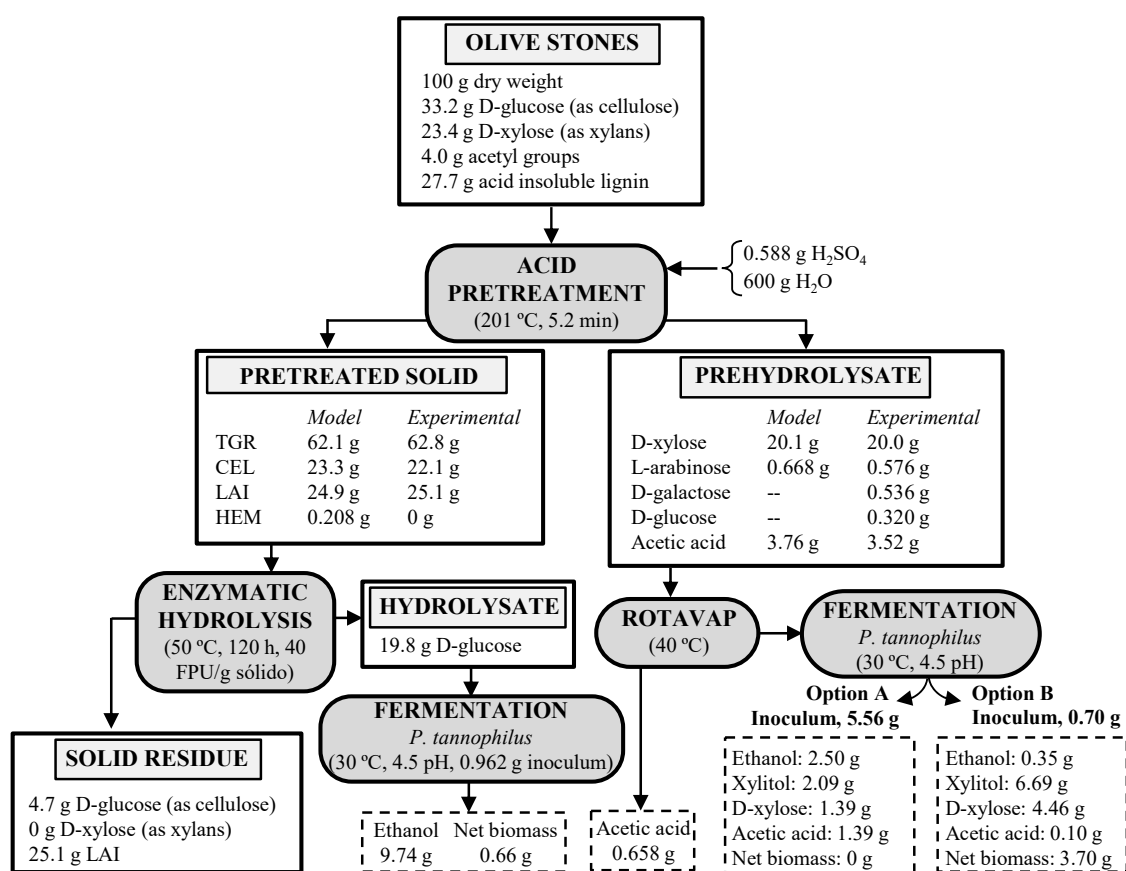 OLIVE STONES
100 g dry weight
33.2 g D-glucose (as cellulose)
23.4 g D-xylose (as xylans)
4.0 g acetyl groups
27.7 g acid insoluble lignin
ACID
PRETREATMENT
(201 ºC, 5.2 min)
0.588 g H₂SO₄
600 g H₂O
PRETREATED SOLID
Model Experimental
TGR 62.1 g 62.8 g
CEL 23.3 g 22.1 g
LAI 24.9 g 25.1 g
HEM 0.208 g 0 g
PREHYDROLYSATE
Model Experimental
D-xylose 20.1 g 20.0 g
L-arabinose 0.668 g 0.576 g
D-galactose -- 0.536 g
D-glucose -- 0.320 g
Acetic acid 3.76 g 3.52 g
ENZYMATIC
HYDROLYSIS
(50 ºC, 120 h, 40
FPU/g sólido)
HYDROLYSATE
19.8 g D-glucose
ROTAVAP
(40 ºC)
FERMENTATION
P. tannophilus
(30 ºC, 4.5 pH)
Option A
Inoculum, 5.56 g
Option B
Inoculum, 0.70 g
FERMENTATION
P. tannophilus
(30 ºC, 4.5 pH, 0.962 g inoculum)
SOLID RESIDUE
4.7 g D-glucose (as cellulose)
0 g D-xylose (as xylans)
25.1 g LAI
Ethanol Net biomass
9.74 g 0.66 g
Acetic acid
0.658 g
Ethanol: 2.50 g
Xylitol: 2.09 g
D-xylose: 1.39 g
Acetic acid: 1.39 g
Net biomass: 0 g
Ethanol: 0.35 g
Xylitol: 6.69 g
D-xylose: 4.46 g
Acetic acid: 0.10 g
Net biomass: 3.70 g